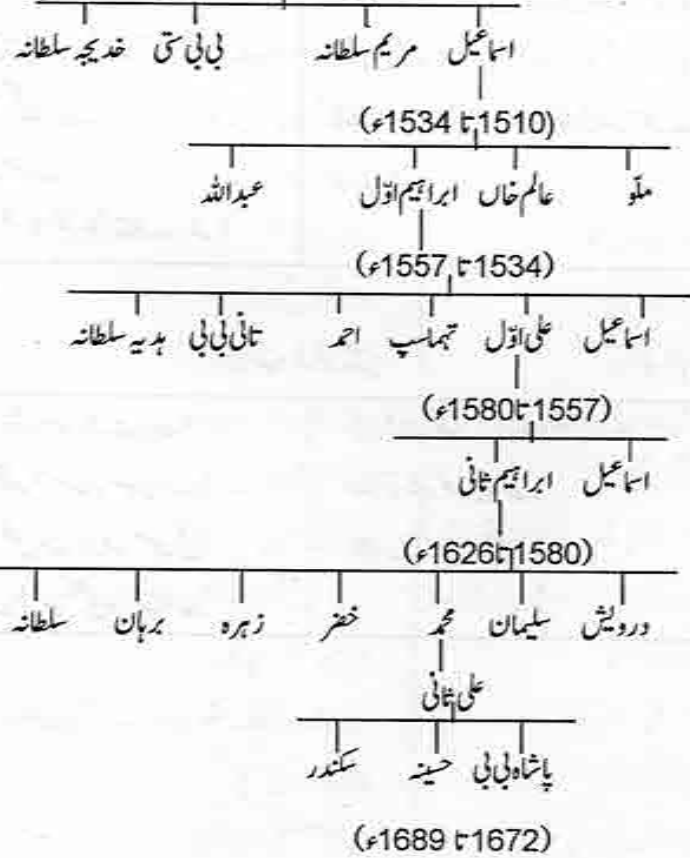 اسماعیل مریم سلطانہ بی بی ستی خدیجہ سلطانہ
(1510 تا 1534ء)
ملّو عالم خاں ابراہیم اوّل عبداللہ
(1534 تا 1557ء)
اسماعیل علی اوّل تہماسپ احمد تانی بی بی ہدیہ سلطانہ
(1557 تا 1580ء)
اسماعیل ابراہیم ثانی
(1580 تا 1626ء)
درویش سلیمان محمد خضر زہرہ برہان سلطانہ
علی ثانی
پاشاہ بی بی حسینہ سکندر
(1672 تا 1689ء)